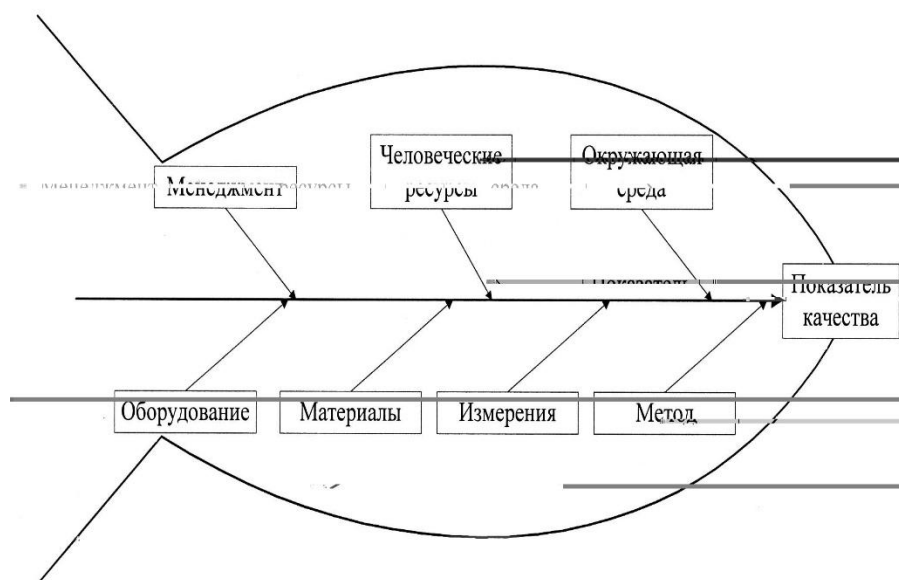 Человеческие
ресурсы
Окружающая
среда
Менеджмент
Показатель
качества
Оборудование
Материалы
Измерения
Метод